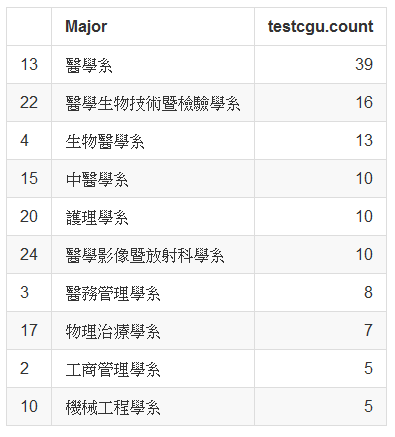 Major testcgu.count
13 醫學系 39
22 醫學生物技術暨檢驗學系 16
4 生物醫學系 13
15 中醫學系 10
20 護理學系 10
24 醫學影像暨放射科學系 10
3 醫務管理學系 8
17 物理治療學系 7
2 工商管理學系 5
10 機械工程學系 5